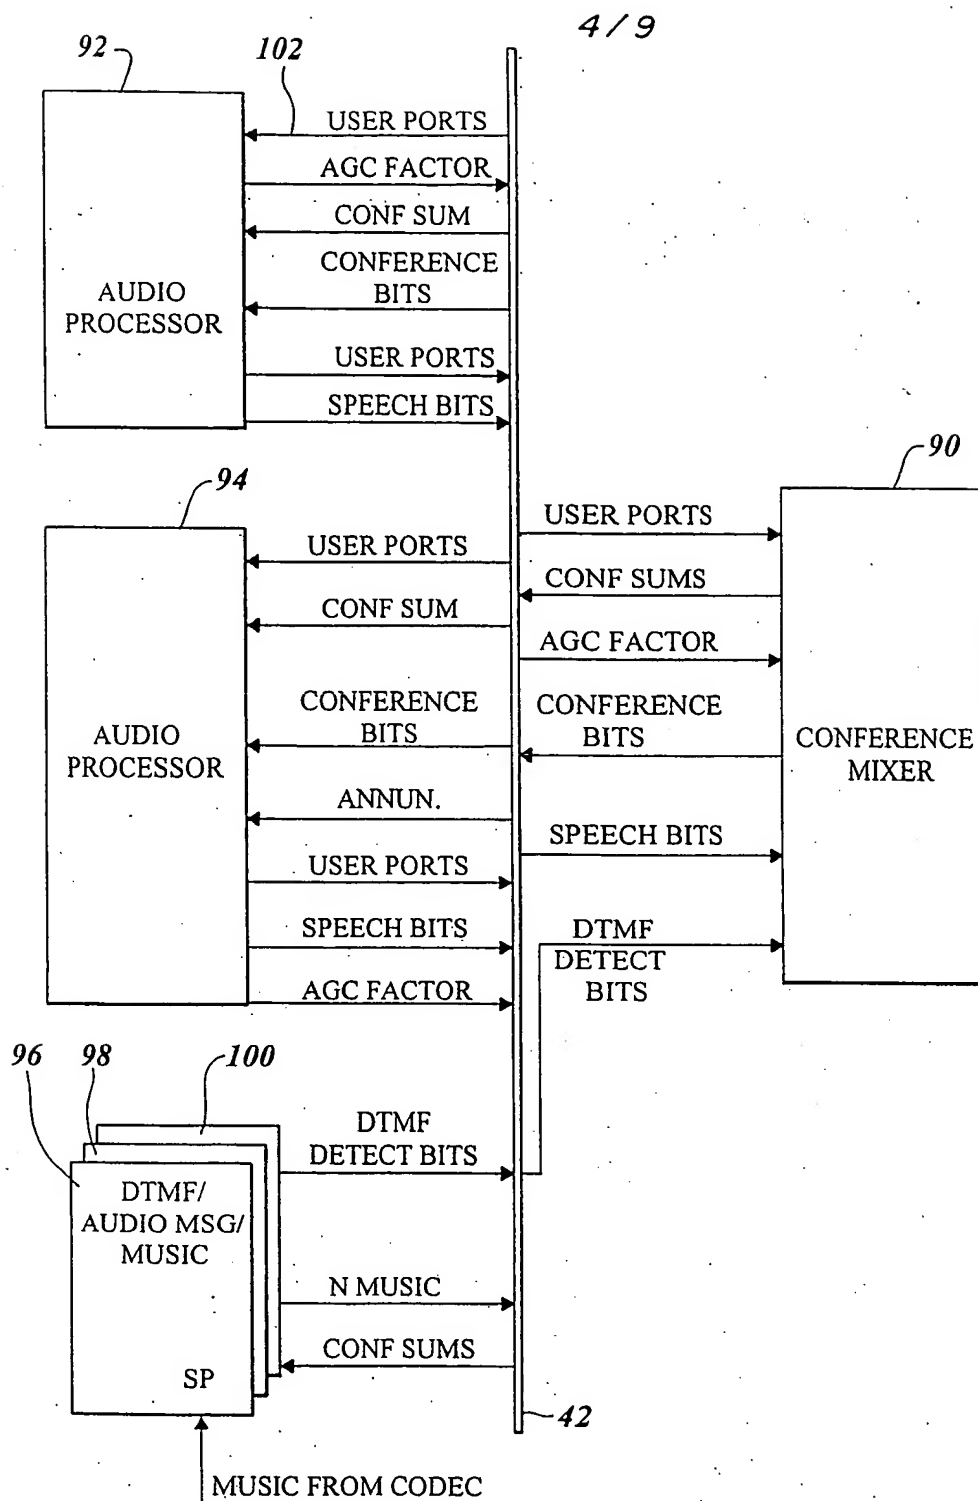 4/9
92
102
USER PORTS
AGC FACTOR
CONF SUM
CONFERENCE
BITS
AUDIO
PROCESSOR
USER PORTS
SPEECH BITS
94
USER PORTS
CONF SUM
CONFERENCE
BITS
AUDIO
PROCESSOR
ANNUN.
USER PORTS
SPEECH BITS
AGC FACTOR
90
USER PORTS
CONF SUMS
AGC FACTOR
CONFERENCE
BITS
CONFERENCE
MIXER
SPEECH BITS
DTMF
DETECT
BITS
96
98
100
DTMF
DETECT BITS
DTMF/
AUDIO MSG/
MUSIC
N MUSIC
CONF SUMS
SP
42
MUSIC FROM CODEC